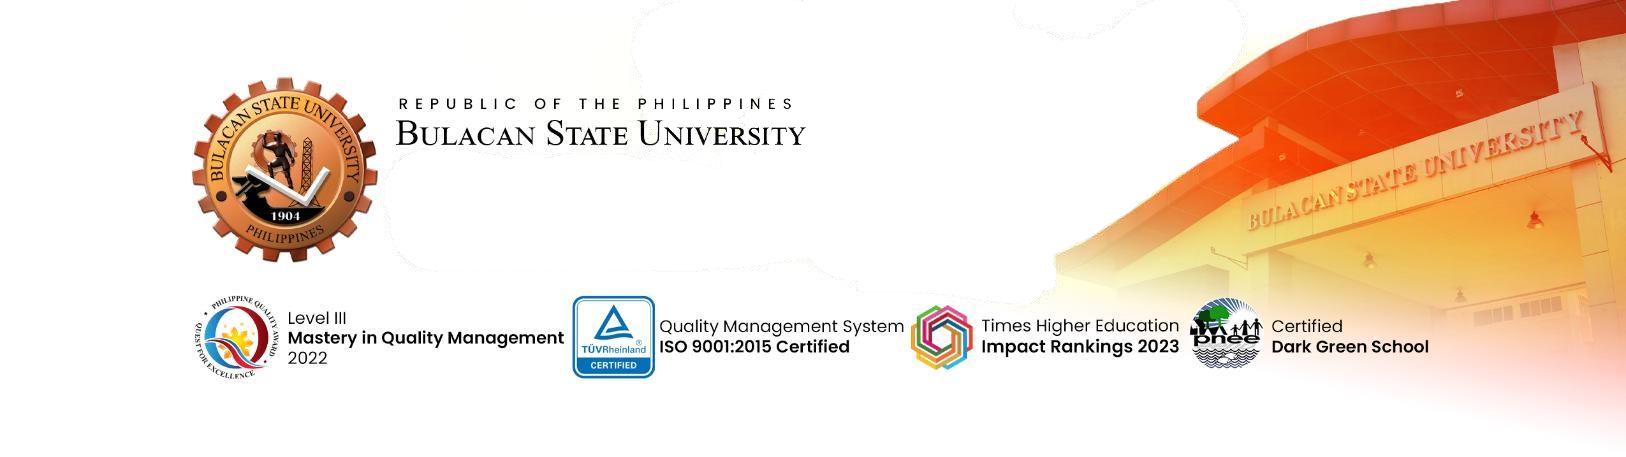 REPUBLIC OF THE PHILIPPINES
BULACAN STATE UNIVERSITY
BULACAN STATE UNIVERSITY
1904
PHILIPPINES
BULACAN STATE UNIVERSITY
PHILIPPINE QUALITY AWARD
QUEST FOR EXCELLENCE
Level III
Mastery in Quality Management
2022
TÜVRheinland®
CERTIFIED
Quality Management System
ISO 9001:2015 Certified
Times Higher Education
Impact Rankings 2023
pnee
Certified
Dark Green School